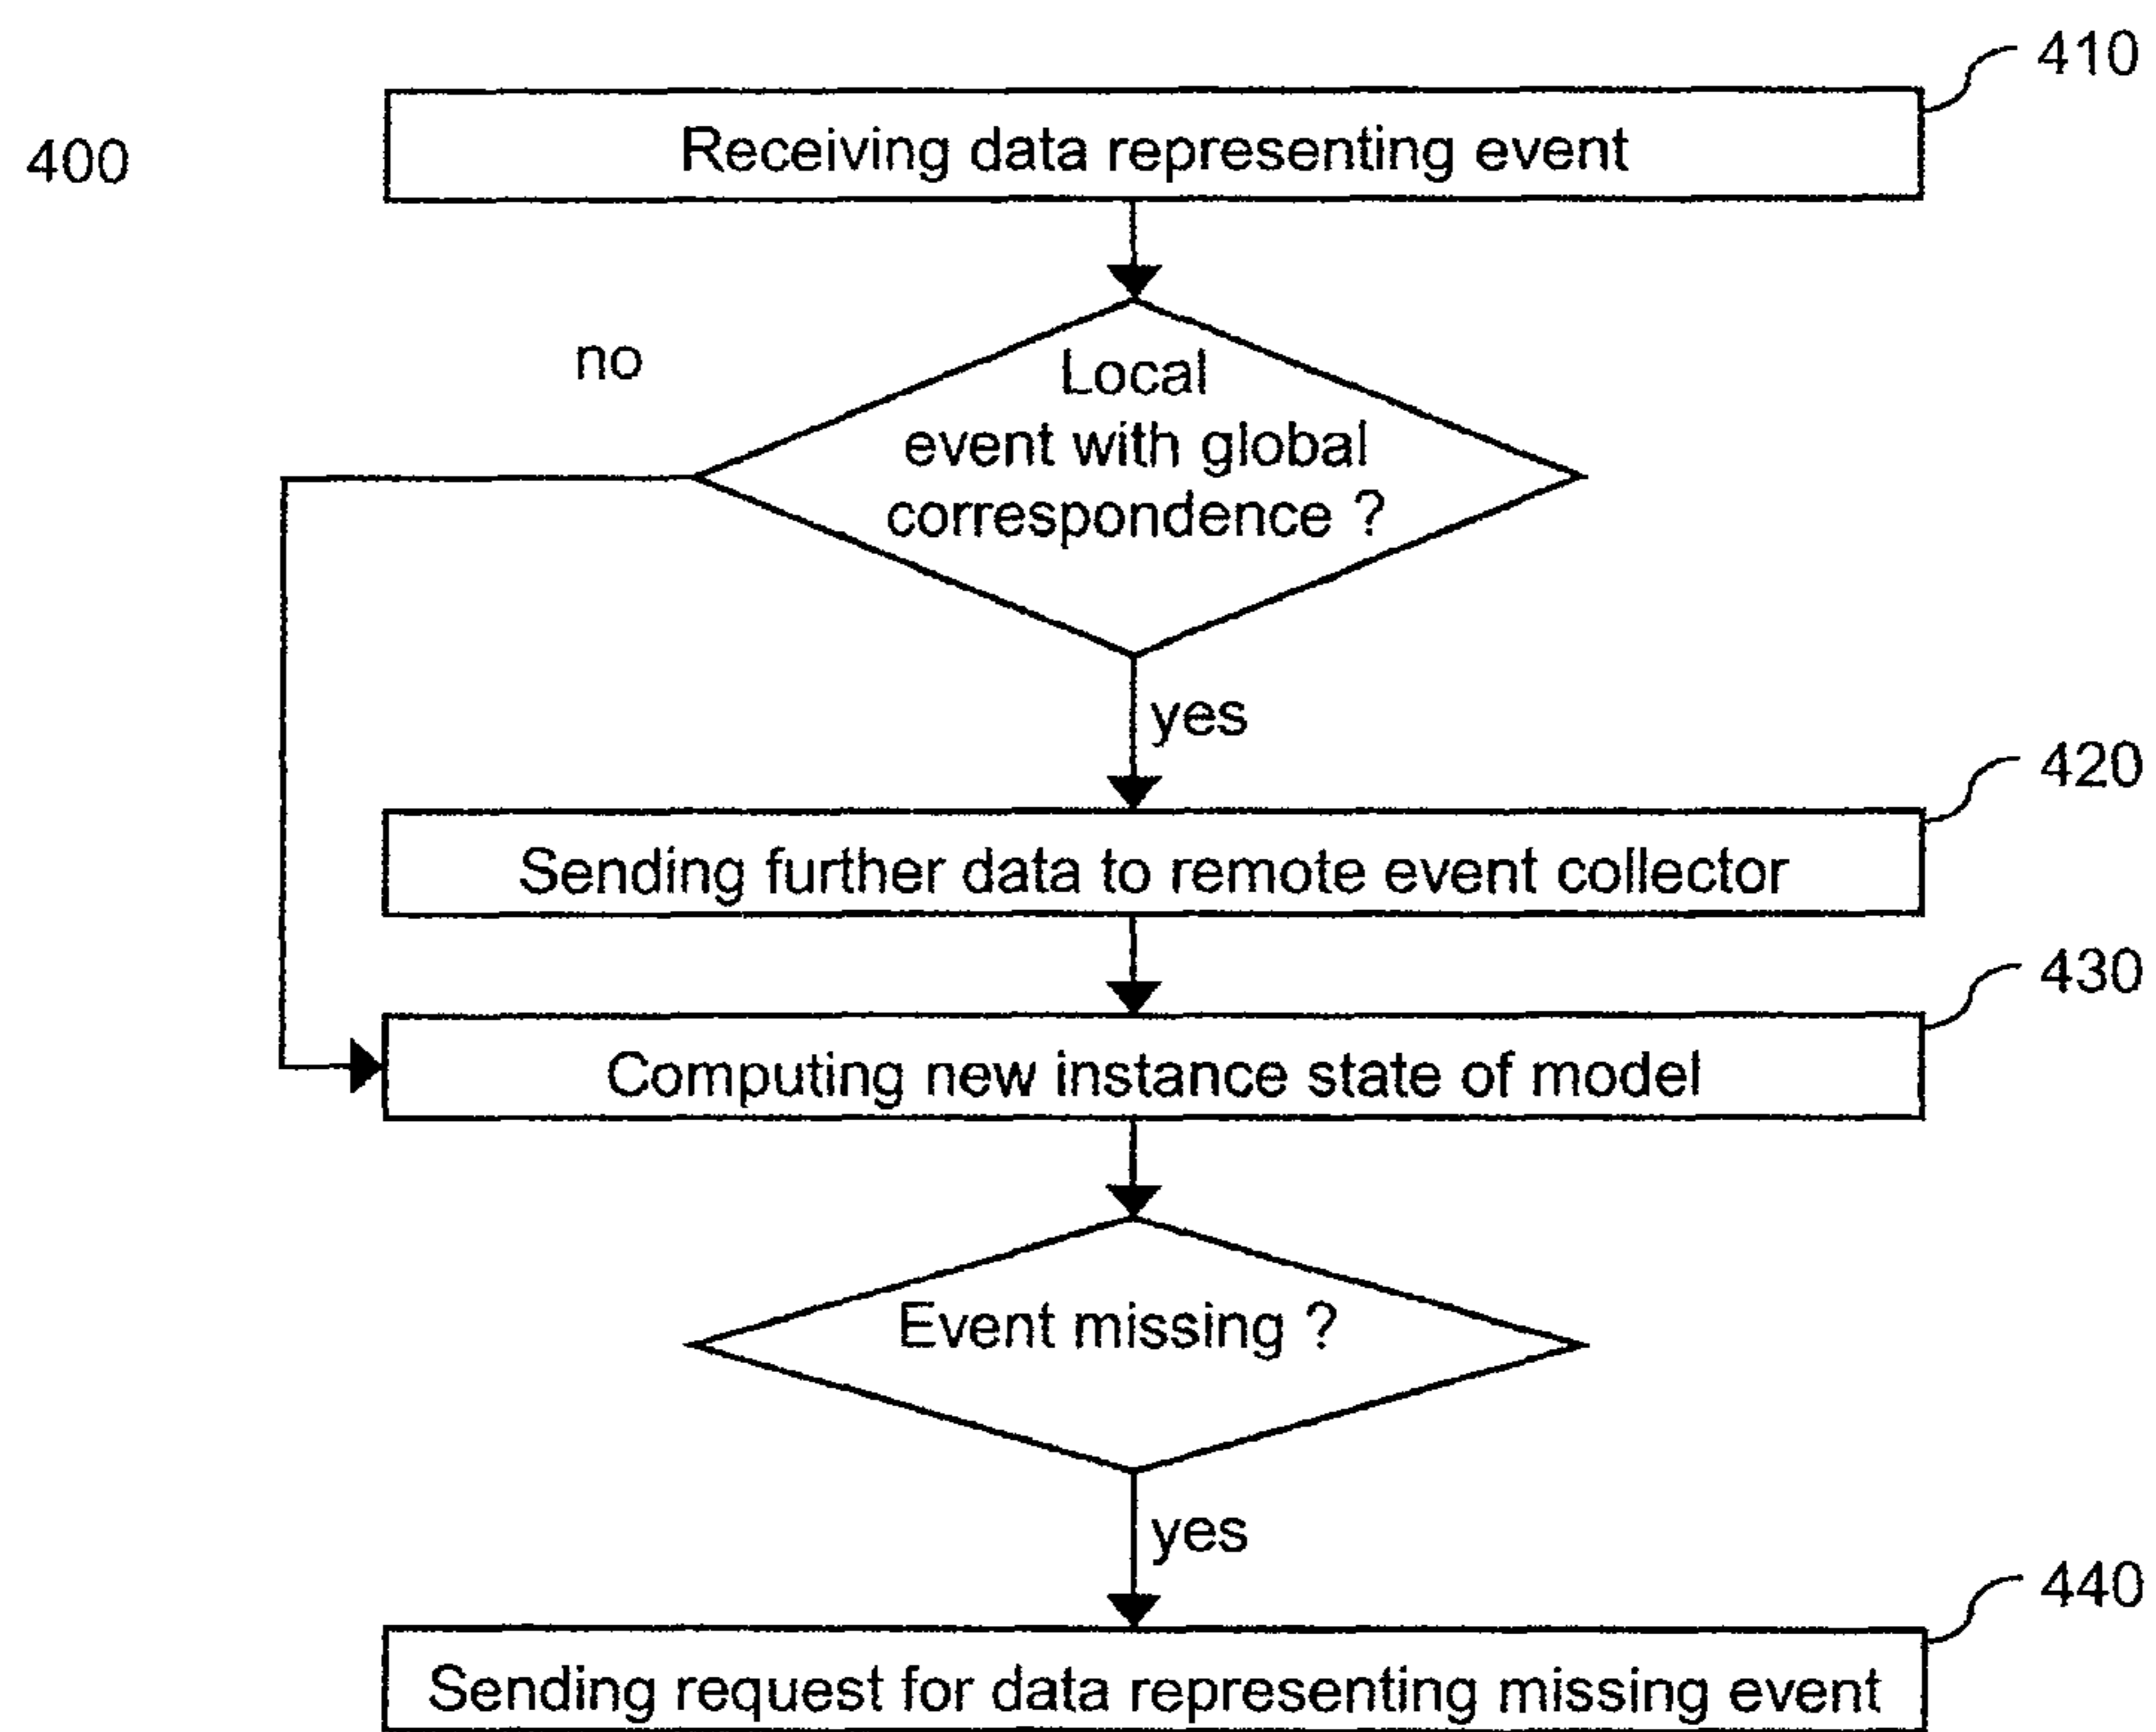 410
400
Receiving data representing event
no
Local
event with global
correspondence ?
yes
420
Sending further data to remote event collector
430
Computing new instance state of model
Event missing ?
yes
440
Sending request for data representing missing event